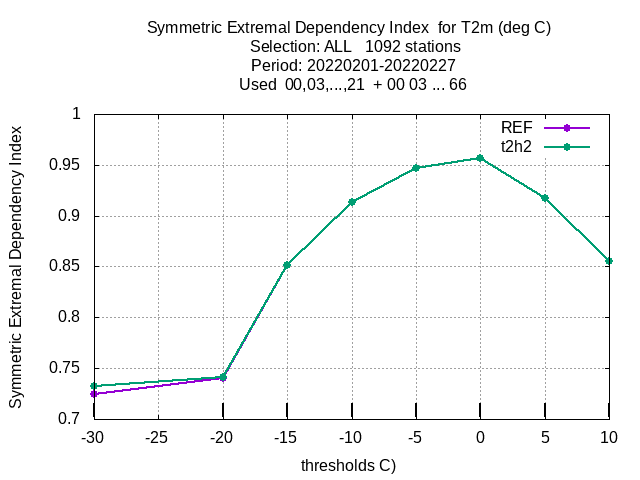 Symmetric Extremal Dependency Index  for T2m (deg C)
Selection: ALL   1092 stations
Period: 20220201-20220227
Used  00,03,...,21  + 00 03 ... 66
Symmetric Extremal Dependency Index
1
0.95
0.9
0.85
0.8
0.75
0.7
REF
t2h2
-30 -25 -20 -15 -10 -5 0 5 10
thresholds C)